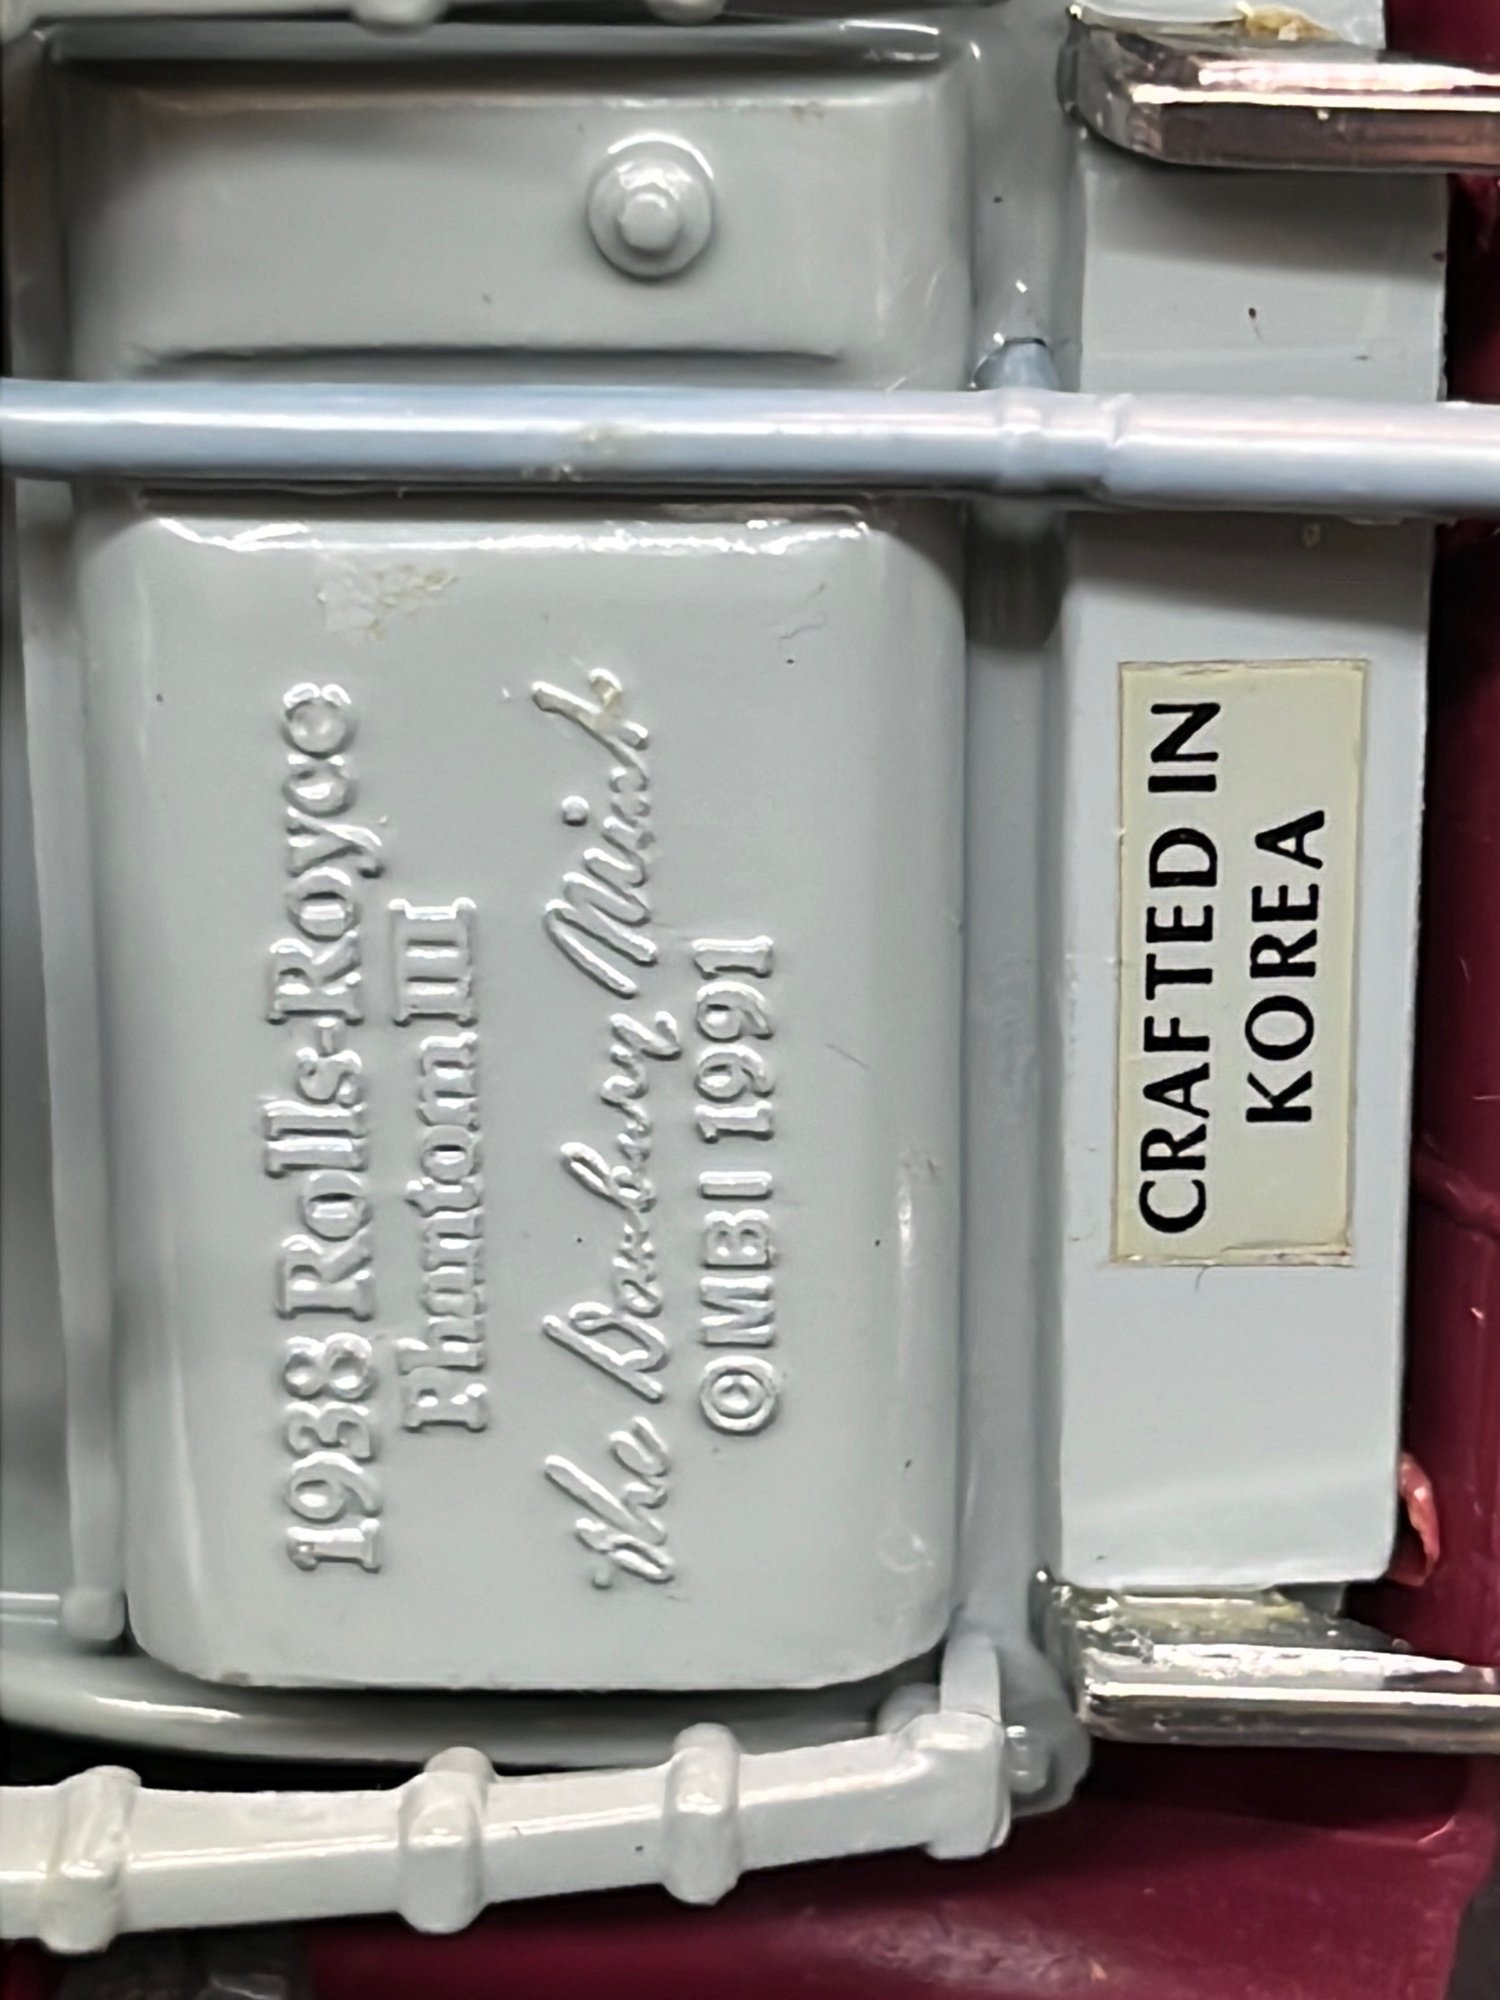 1938 Rolls-Royce
Phantom III
The Danbury Mint
©MBI 1991
CRAFTED IN
KOREA